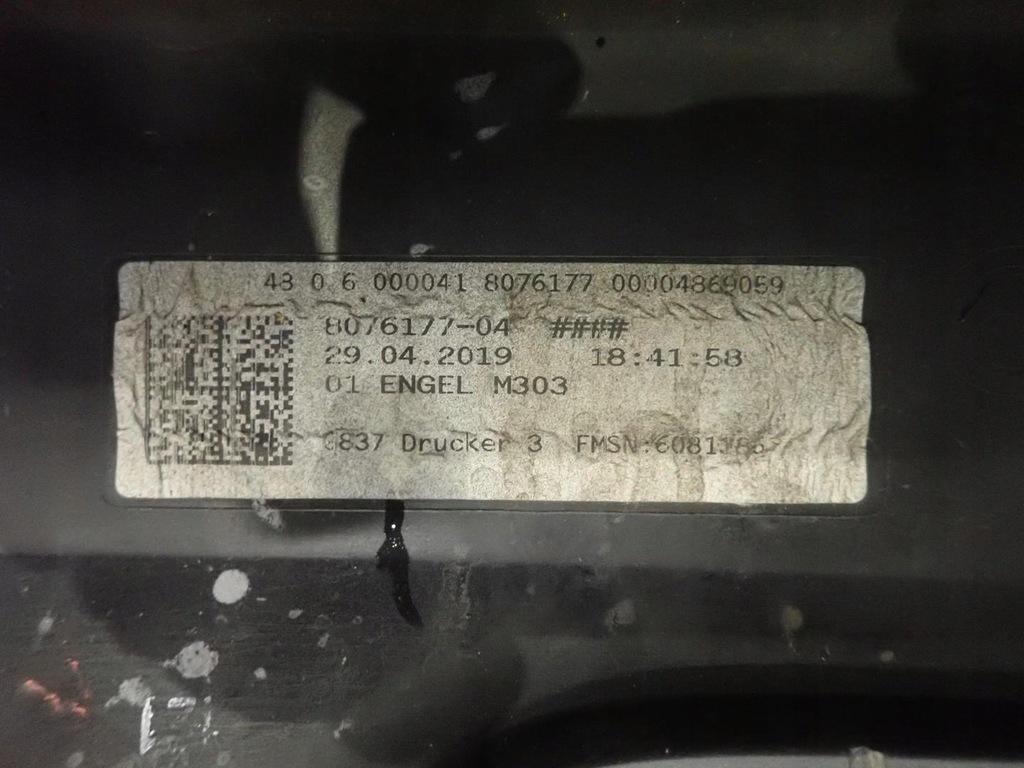 48 0 6 000041 8076177 00004869059
8076177-04 ####
29.04.2019 18:41:58
01 ENGEL M303
Drucker 3